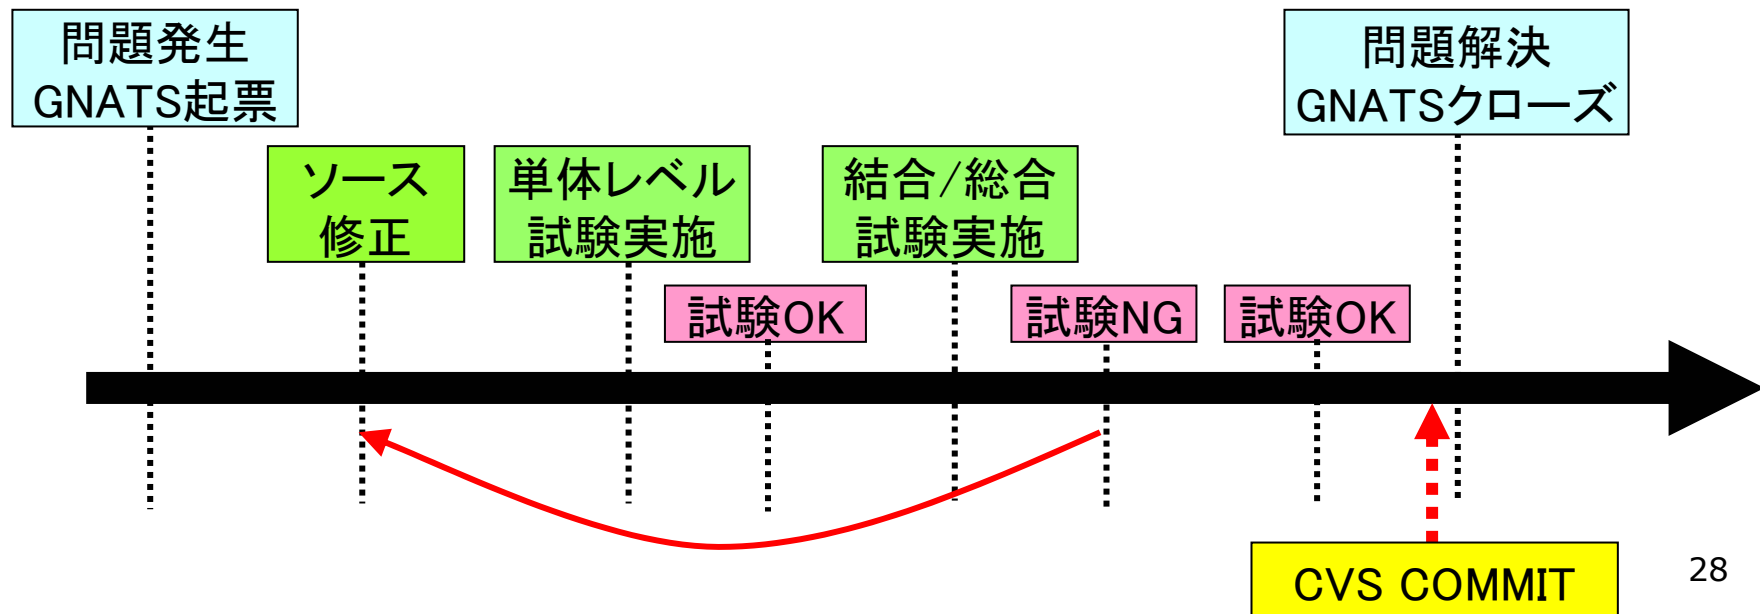 問題発生
GNATS起票
問題解決
GNATSクローズ
ソース
修正
単体レベル
試験実施
結合/総合
試験実施
試験OK
試験NG
試験OK
CVS COMMIT
28